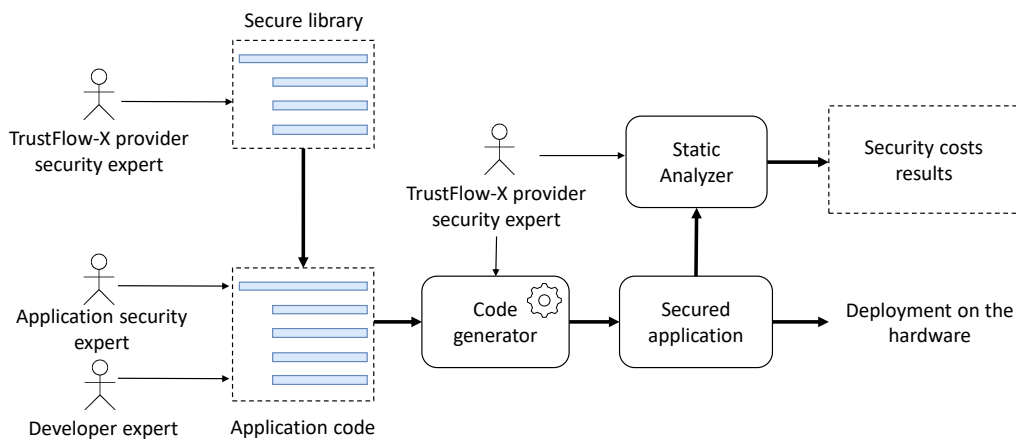 Secure library
TrustFlow-X provider
security expert
Static
Analyzer
Security costs
results
TrustFlow-X provider
security expert
Application security
expert
Code
generator
Secured
application
Deployment on the
hardware
Developer expert
Application code